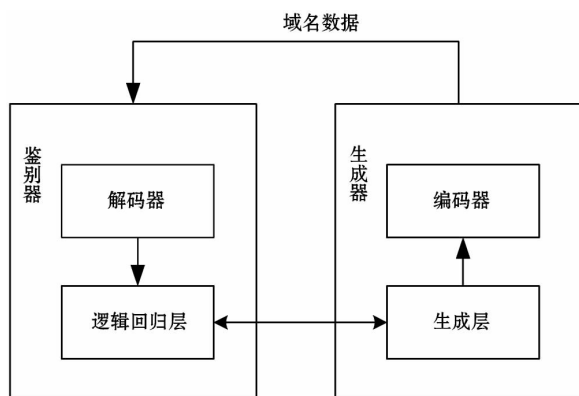 域名数据
鉴别器
解码器
逻辑回归层
生成器
编码器
生成层